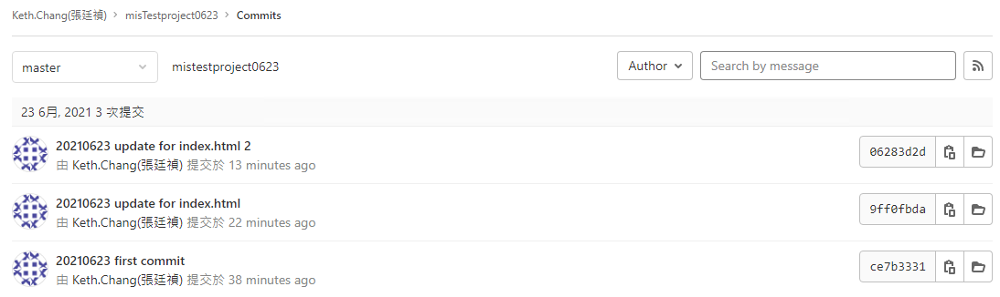 Keth.Chang(張廷禎) > misTestproject0623 > Commits
master mistestproject0623 Author Search by message
23 6月, 2021 3 次提交
20210623 update for index.html 2 06283d2d
由 Keth.Chang(張廷禎) 提交於 13 minutes ago
20210623 update for index.html 9ff0fbda
由 Keth.Chang(張廷禎) 提交於 22 minutes ago
20210623 first commit ce7b3331
由 Keth.Chang(張廷禎) 提交於 38 minutes ago